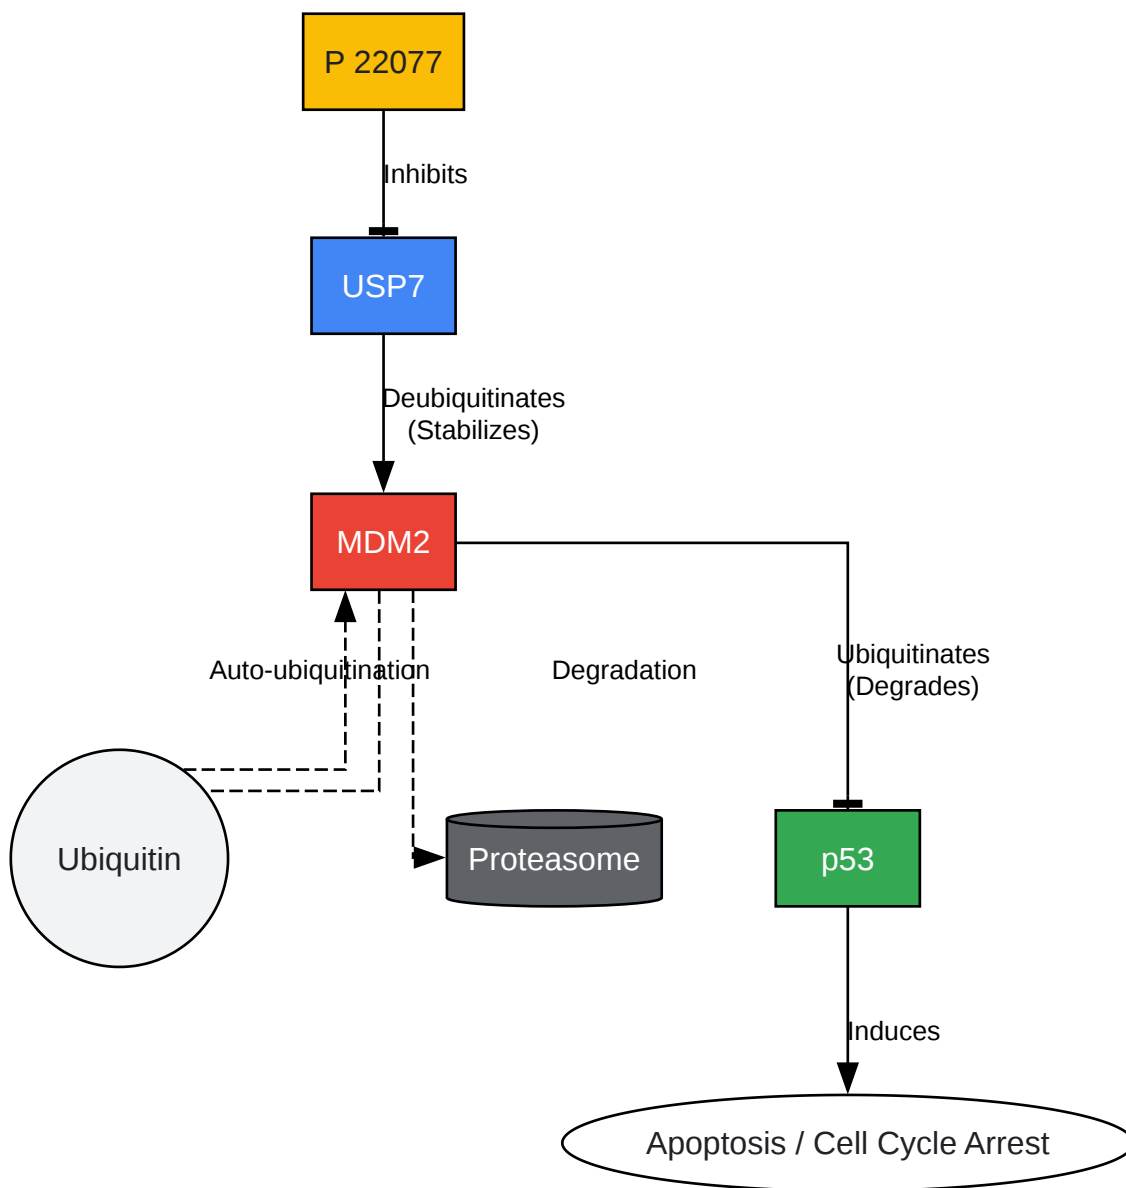 P 22077
Inhibits
USP7
Deubiquitinates
(Stabilizes)
MDM2
Auto-ubiquitination
Degradation
Ubiquitinates
(Degrades)
Ubiquitin
Proteasome
p53
Induces
Apoptosis / Cell Cycle Arrest